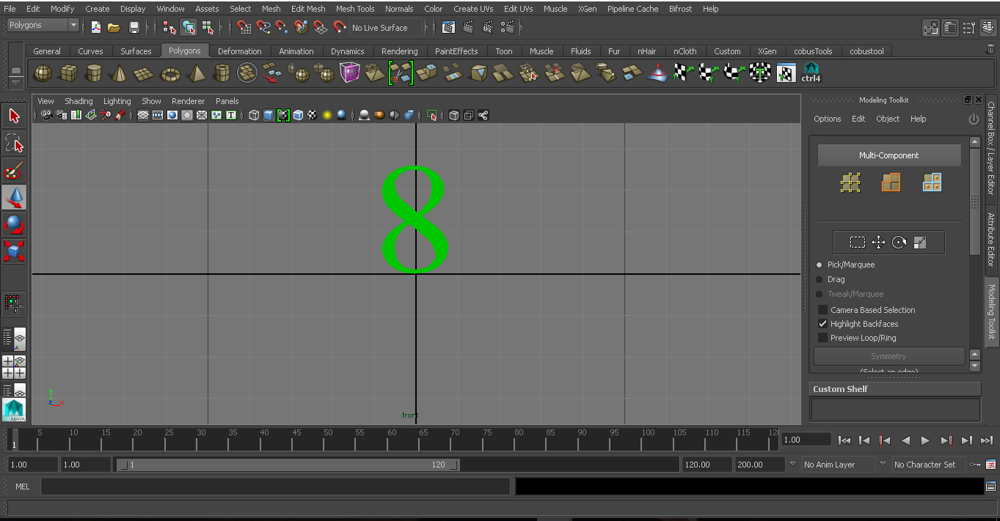 File Edit Modify Create Display Window Assets Select Mesh Edit Mesh Mesh Tools Normals Color Create UVs Edit UVs Muscle XGen Pipeline Cache Bifrost Help
Polygons No Live Surface
General Curves Surfaces Polygons Deformation Animation Dynamics Rendering PaintEffects Toon Muscle Fluids Fur nHair nCloth Custom XGen cobusTools cobustool
T
ctrl4
View Shading Lighting Show Renderer Panels
T
Modeling Toolkit
Options Edit Object Help
Multi-Component
Pick/Marquee
Drag
Tweak/Marquee
Camera Based Selection
Highlight Backfaces
Preview Loop/Ring
Symmetry
(Select an edge)
Custom Shelf
Channel Box / Layer Editor
Attribute Editor
Modeling Toolkit
8
y
z x
front
MAYA
1 5 10 15 20 25 30 35 40 45 50 55 60 65 70 75 80 85 90 95 100 105 110 115 12
1.00
1.00 1.00 1 120 120.00 200.00 No Anim Layer No Character Set
MEL